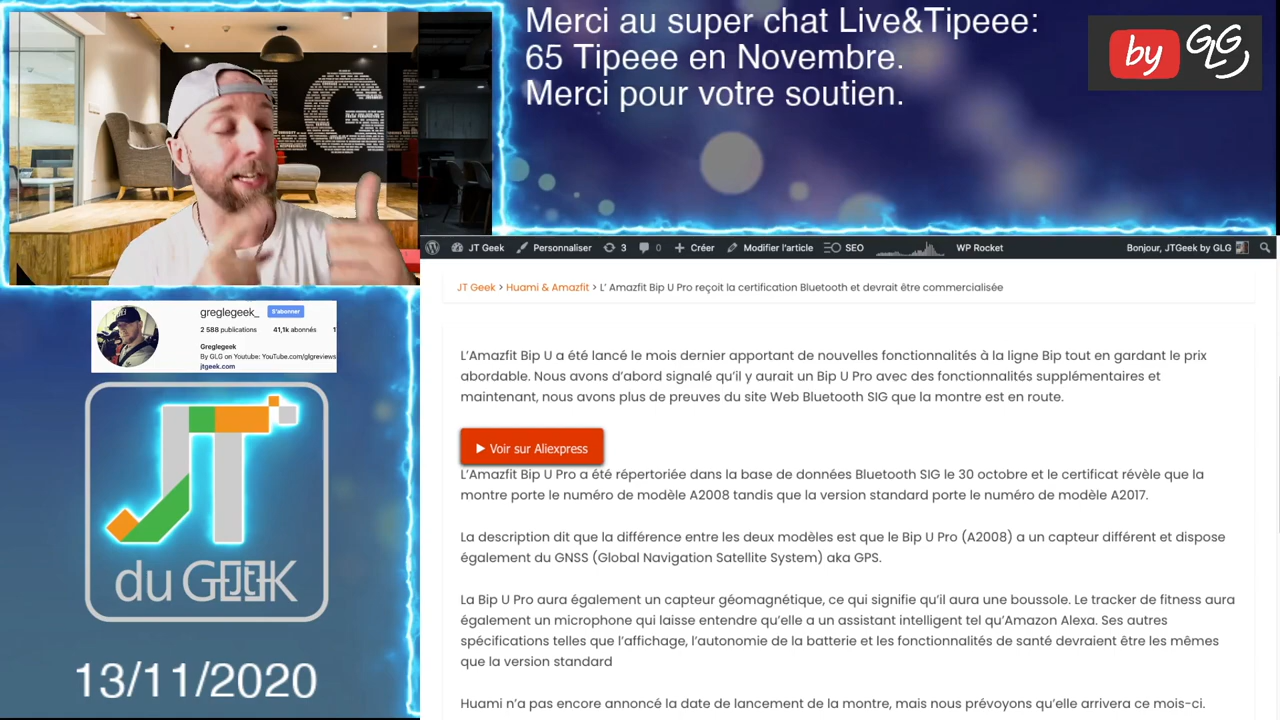 Merci au super chat Live&Tipeee:
65 Tipeee en Novembre.
Merci pour votre soutien.
by GLG
JT Geek Personnaliser 3 0 Créer Modifier l'article SEO WP Rocket Bonjour, JTGeek by GLG
JT Geek > Huami & Amazfit > L' Amazfit Bip U Pro reçoit la certification Bluetooth et devrait être commercialisée
greglegeek_ S'abonner
2 588 publications 41,1k abonnés 1
Greglegeek
By GLG on Youtube: YouTube.com/glgreviews
jtgeek.com
L'Amazfit Bip U a été lancé le mois dernier apportant de nouvelles fonctionnalités à la ligne Bip tout en gardant le prix
abordable. Nous avons d'abord signalé qu'il y aurait un Bip U Pro avec des fonctionnalités supplémentaires et
maintenant, nous avons plus de preuves du site Web Bluetooth SIG que la montre est en route.
Voir sur Aliexpress
L'Amazfit Bip U Pro a été répertoriée dans la base de données Bluetooth SIG le 30 octobre et le certificat révèle que la
montre porte le numéro de modèle A2008 tandis que la version standard porte le numéro de modèle A2017.
La description dit que la différence entre les deux modèles est que le Bip U Pro (A2008) a un capteur différent et dispose
également du GNSS (Global Navigation Satellite System) aka GPS.
La Bip U Pro aura également un capteur géomagnétique, ce qui signifie qu'il aura une boussole. Le tracker de fitness aura
également un microphone qui laisse entendre qu'elle a un assistant intelligent tel qu'Amazon Alexa. Ses autres
spécifications telles que l'affichage, l'autonomie de la batterie et les fonctionnalités de santé devraient être les mêmes
que la version standard
Huami n'a pas encore annoncé la date de lancement de la montre, mais nous prévoyons qu'elle arrivera ce mois-ci.
JT
du GEEK
13/11/2020